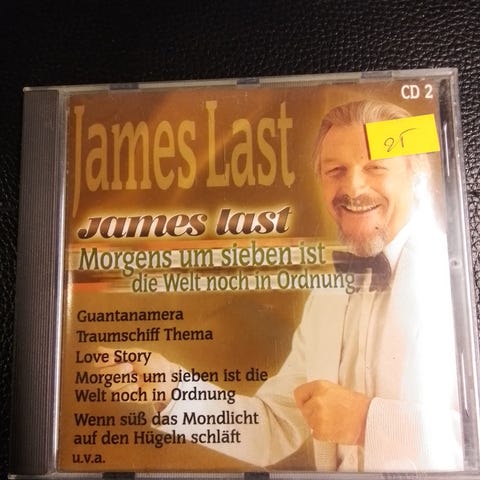 CD 2
James Last
james last
Morgens um sieben ist
die Welt noch in Ordnung
Guantanamera
Traumschiff Thema
Love Story
Morgens um sieben ist die
Welt noch in Ordnung
Wenn süß das Mondlicht
auf den Hügeln schläft
u.v.a.